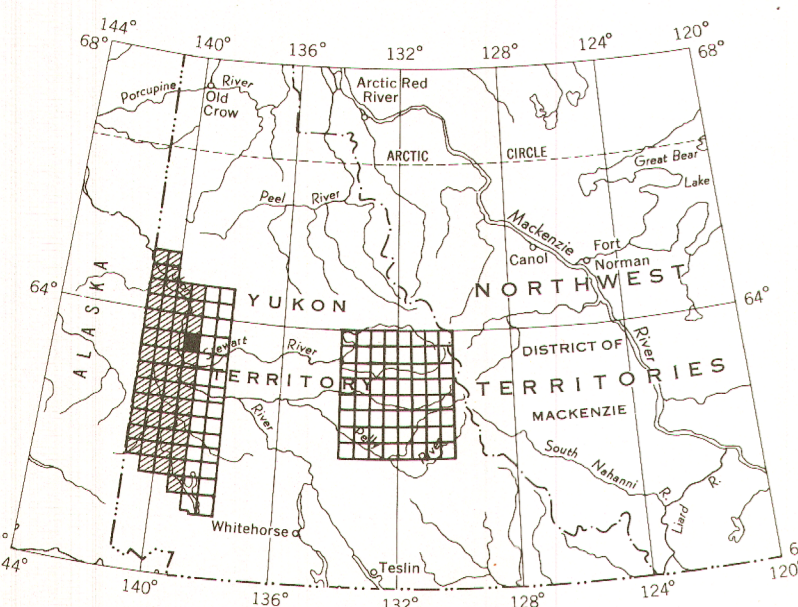 144°
68°
140°
136°
132°
128°
124°
120°
68°
Porcupine River
Old
Crow
Arctic Red
River
ARCTIC CIRCLE
Great Bear
Lake
Peel River
Mackenzie
Canol
Fort
Norman
64°
ALASKA
YUKON
NORTHWEST
64°
Stewart River
River
DISTRICT OF
TERRITORY
TERRITORIES
MACKENZIE
River
Pelly River
South Nahanni R.
Liard R.
Whitehorse
Teslin
44°
140°
136°
132°
128°
124°
120°
6